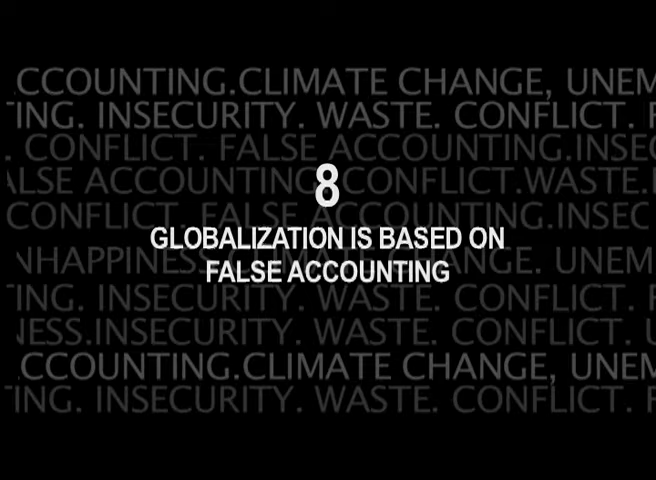 CCOUNTING.CLIMATE CHANGE, UNEM
ING. INSECURITY. WASTE. CONFLICT.
. CONFLICT. FALSE ACCOUNTING.INSEC
ALSE ACCOUNTING CONFLICT.WASTE.
8
CONFLICT. FALSE ACCOUNTING.INSEC
GLOBALIZATION IS BASED ON
NHAPPINESS. CHANGE. UNEM
FALSE ACCOUNTING
ING. INSECURITY. WASTE. CONFLICT.
NESS.INSECURITY. WASTE. CONFLICT. U
CCOUNTING.CLIMATE CHANGE, UNEM
ING. INSECURITY. WASTE. CONFLICT.